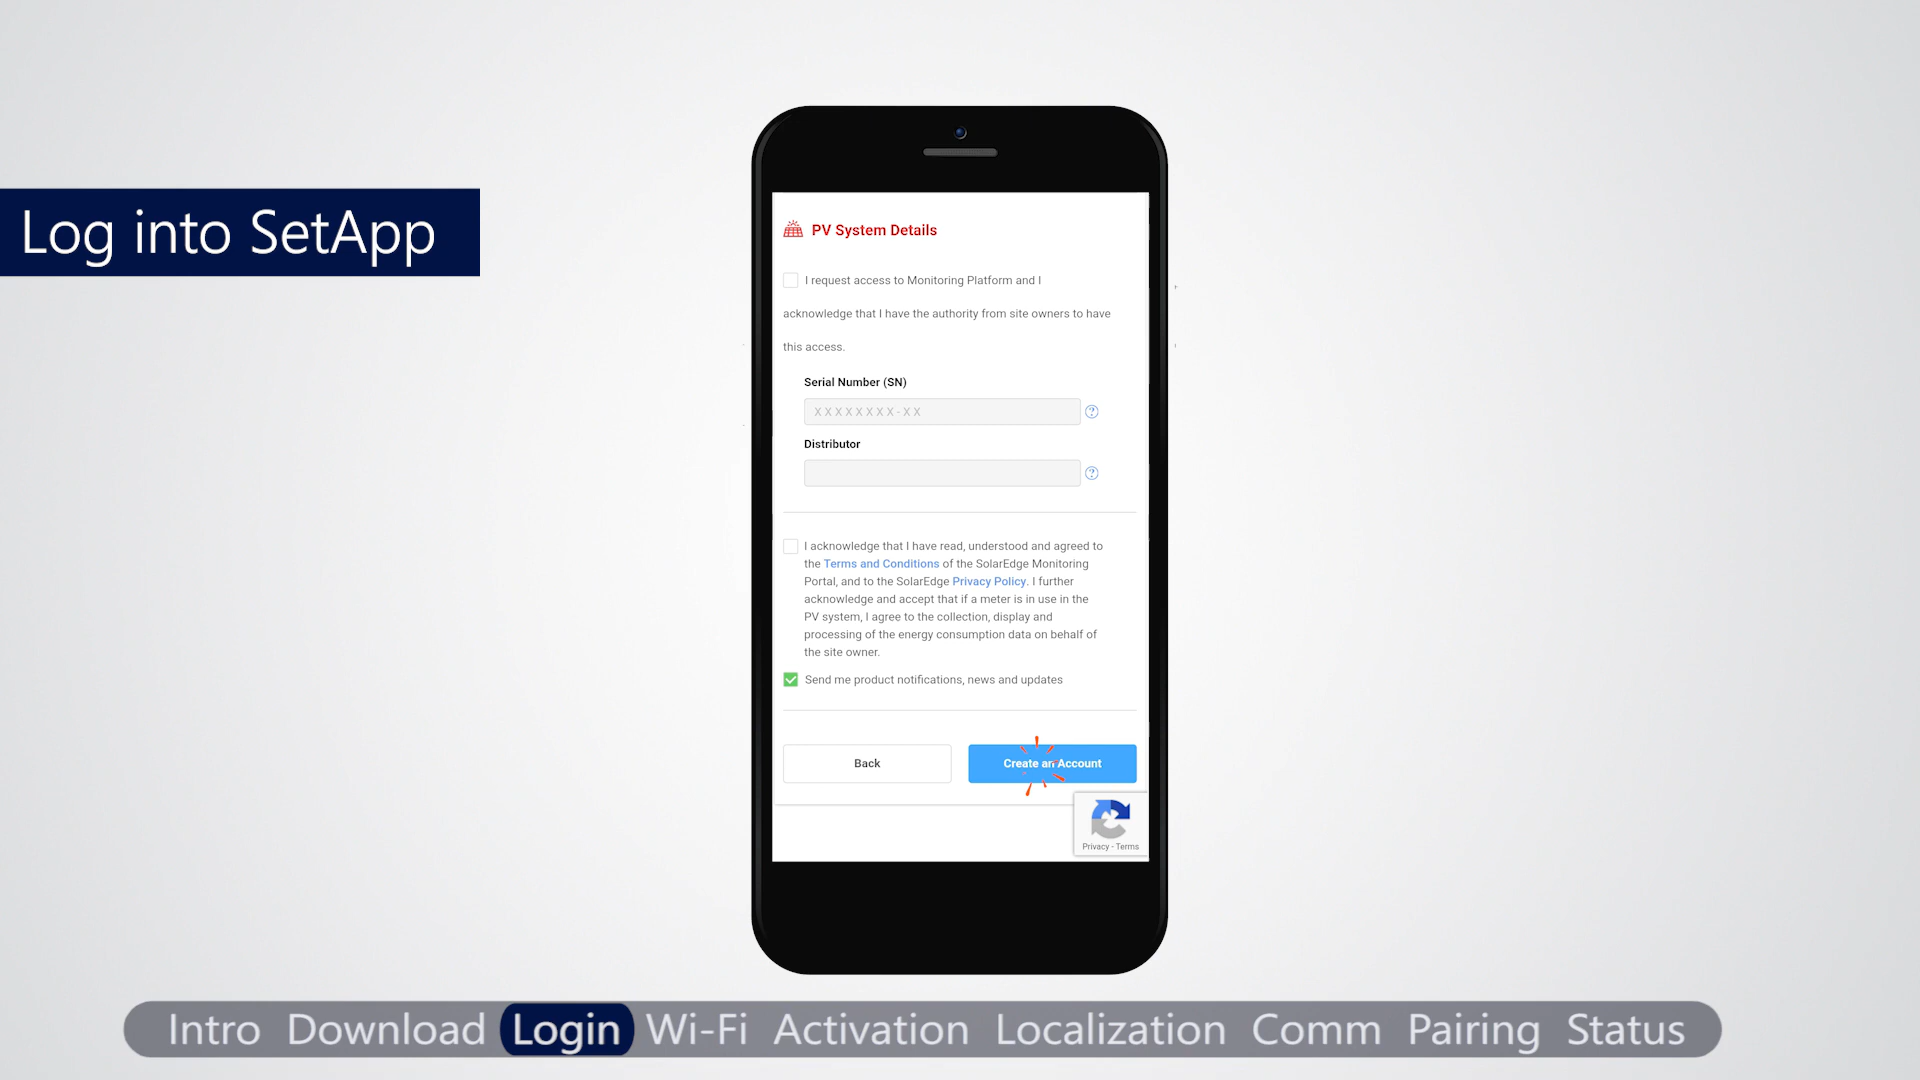 Log into SetApp
PV System Details
I request access to Monitoring Platform and I
acknowledge that I have the authority from site owners to have
this access.
Serial Number (SN)
XXXXXXXX-XX
Distributor
I acknowledge that I have read, understood and agreed to
the Terms and Conditions of the SolarEdge Monitoring
Portal, and to the SolarEdge Privacy Policy. I further
acknowledge and accept that if a meter is in use in the
PV system, I agree to the collection, display and
processing of the energy consumption data on behalf of
the site owner.
Send me product notifications, news and updates
Back Create an Account
Privacy - Terms
Intro Download Login Wi-Fi Activation Localization Comm Pairing Status